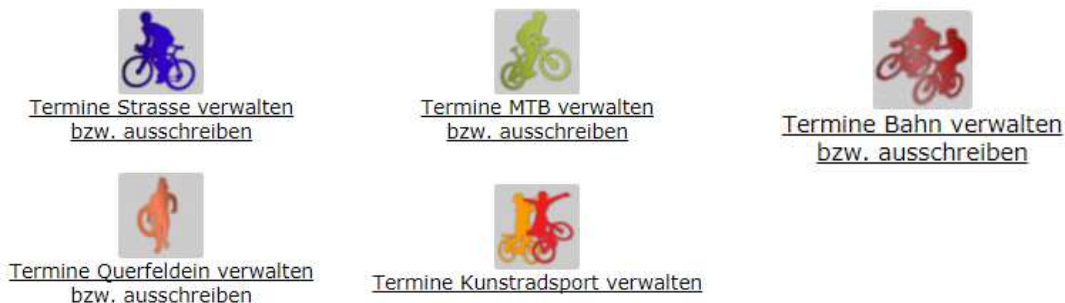 Termine Strasse verwalten
bzw. ausschreiben
Termine MTB verwalten
bzw. ausschreiben
Termine Bahn verwalten
bzw. ausschreiben
Termine Querfeldein verwalten
bzw. ausschreiben
Termine Kunstradsport verwalten